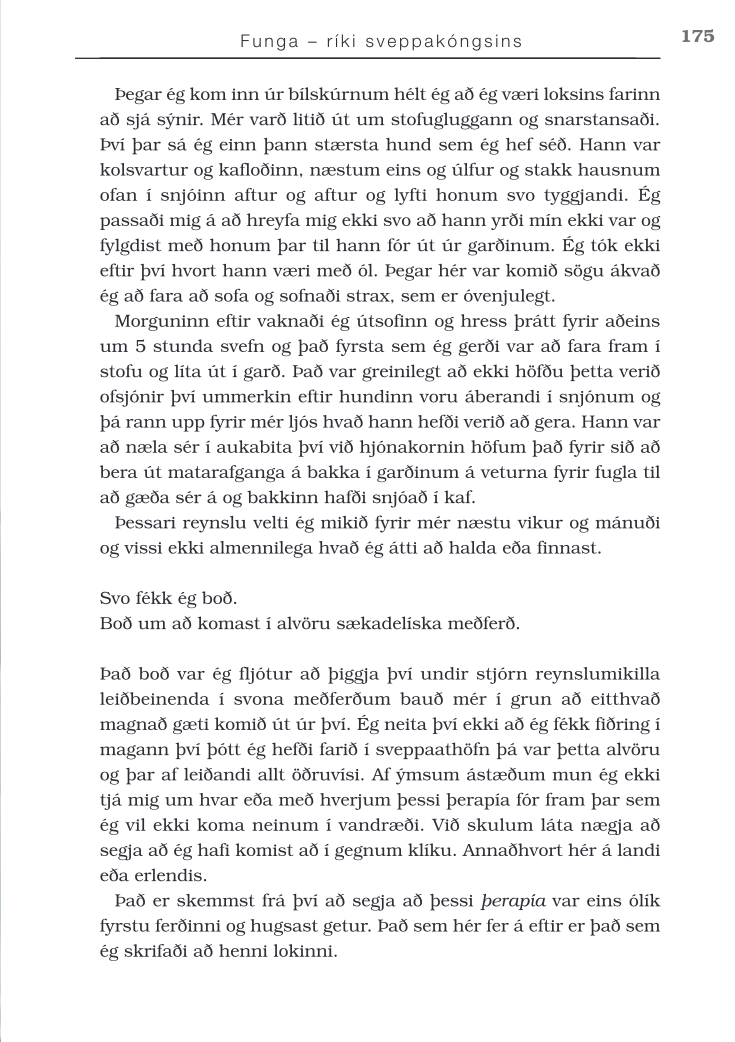 Funga – ríki sveppakóngsins
175
Þegar ég kom inn úr bílskúrnum hélt ég að ég væri loksins farinn
að sjá sýnir. Mér varð litið út um stofugluggann og snarstansaði.
Því þar sá ég einn þann stærsta hund sem ég hef séð. Hann var
kolsvartur og kafloðinn, næstum eins og úlfur og stakk hausnum
ofan í snjóinn aftur og aftur og lyfti honum svo tyggjandi. Ég
passaði mig á að hreyfa mig ekki svo að hann yrði mín ekki var og
fylgdist með honum þar til hann fór út úr garðinum. Ég tók ekki
eftir því hvort hann væri með ól. Þegar hér var komið sögu ákvað
ég að fara að sofa og sofnaði strax, sem er óvenjulegt.
Morguninn eftir vaknaði ég útsofinn og hress þrátt fyrir aðeins
um 5 stunda svefn og það fyrsta sem ég gerði var að fara fram í
stofu og líta út í garð. Það var greinilegt að ekki höfðu þetta verið
ofsjónir því ummerkin eftir hundinn voru áberandi í snjónum og
þá rann upp fyrir mér ljós hvað hann hefði verið að gera. Hann var
að næla sér í aukabita því við hjónakornin höfum það fyrir sið að
bera út matarafganga á bakka í garðinum á veturna fyrir fugla til
að gæða sér á og bakkinn hafði snjóað í kaf.
Þessari reynslu velti ég mikið fyrir mér næstu vikur og mánuði
og vissi ekki almennilega hvað ég átti að halda eða finnast.
Svo fékk ég boð.
Boð um að komast í alvöru sækadelíska meðferð.
Það boð var ég fljótur að þiggja því undir stjórn reynslumikilla
leiðbeinenda í svona meðferðum bauð mér í grun að eitthvað
magnað gæti komið út úr því. Ég neita því ekki að ég fékk fiðring í
magann því þótt ég hefði farið í sveppaathöfn þá var þetta alvöru
og þar af leiðandi allt öðruvísi. Af ýmsum ástæðum mun ég ekki
tjá mig um hvar eða með hverjum þessi þerapía fór fram þar sem
ég vil ekki koma neinum í vandræði. Við skulum láta nægja að
segja að ég hafi komist að í gegnum klíku. Annaðhvort hér á landi
eða erlendis.
Það er skemmst frá því að segja að þessi þerapía var eins ólík
fyrstu ferðinni og hugsast getur. Það sem hér fer á eftir er það sem
ég skrifaði að henni lokinni.